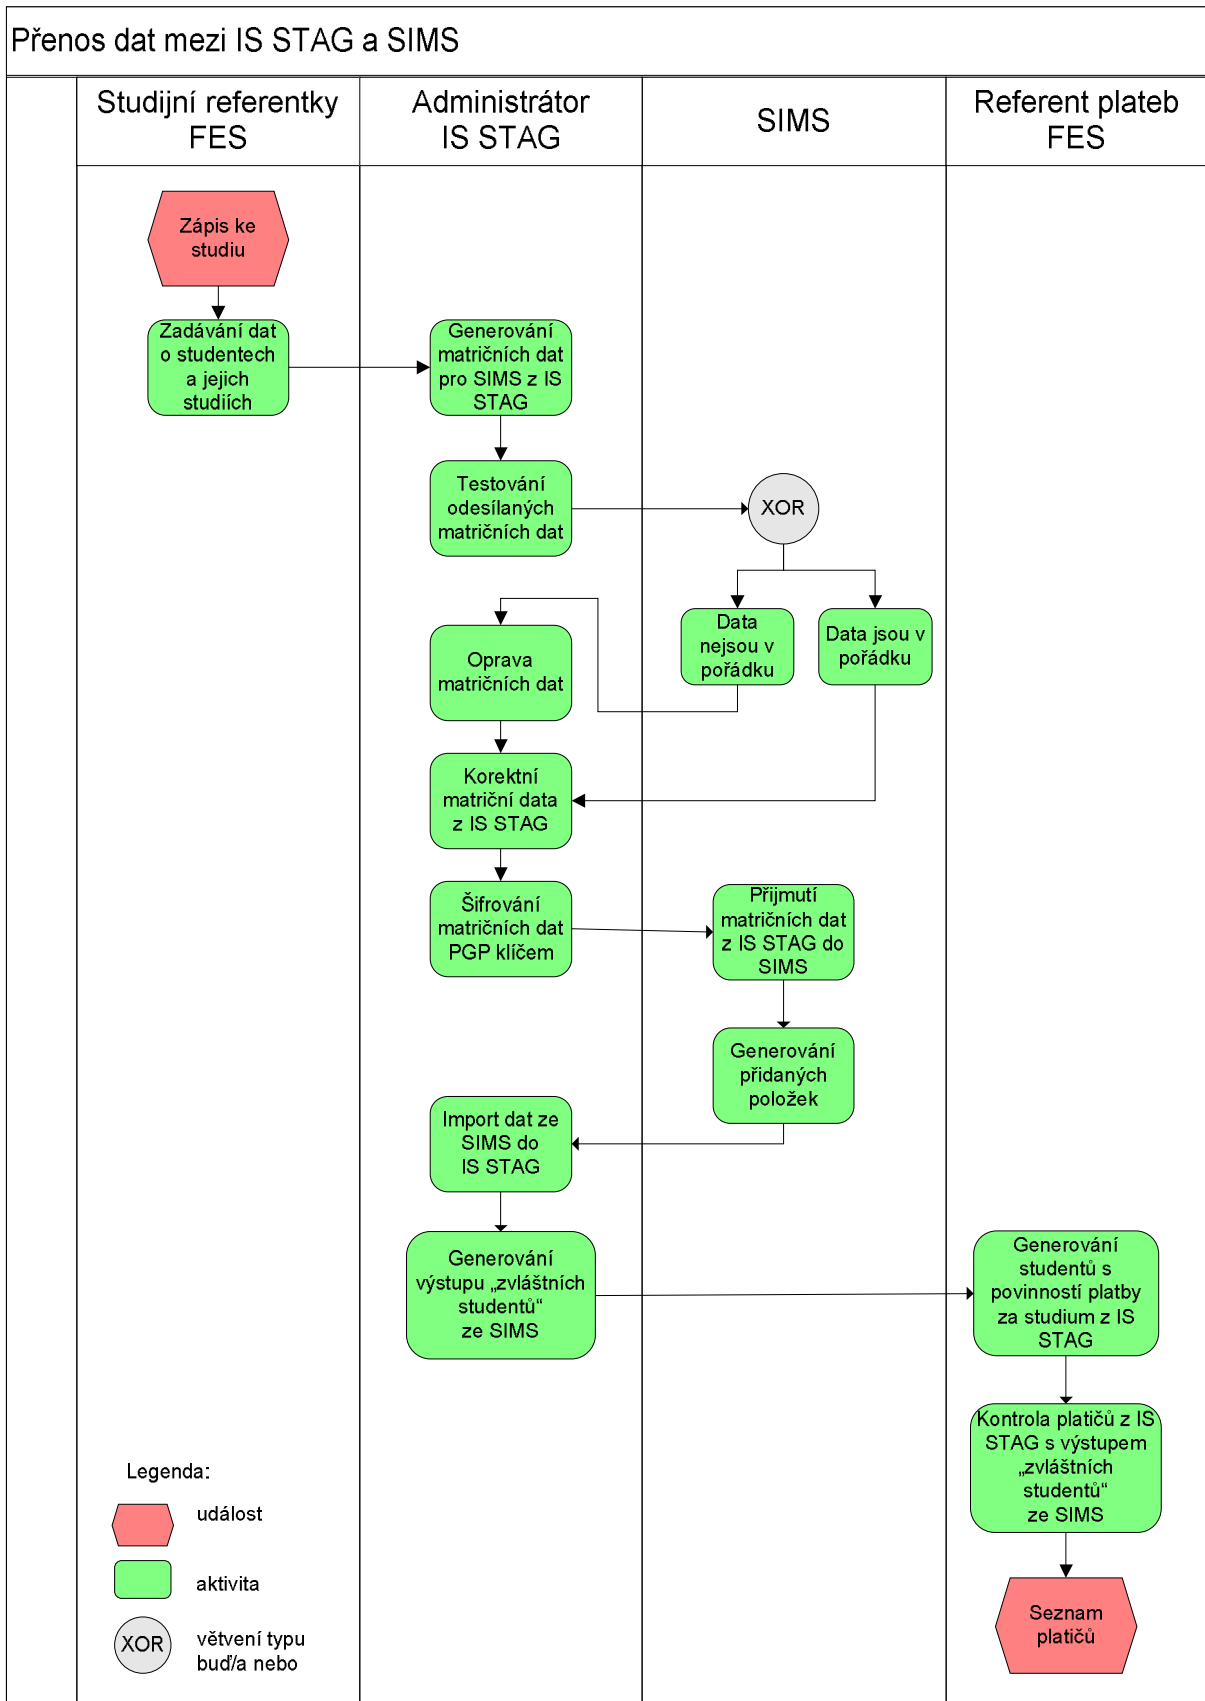 Přenos dat mezi IS STAG a SIMS
Studijní referentky
FES
Administrátor
IS STAG
SIMS
Referent plateb
FES
Zápis ke
studiu
Zadávání dat
o studentech
a jejich
studiích
Generování
matričních dat
pro SIMS z IS
STAG
Testování
odesílaných
matričních dat
XOR
Data
nejsou v
pořádku
Data jsou v
pořádku
Oprava
matričních dat
Korektní
matriční data
z IS STAG
Šifrování
matričních dat
PGP klíčem
Přijmutí
matričních dat
z IS STAG do
SIMS
Generování
přidaných
položek
Import dat ze
SIMS do
IS STAG
Generování
výstupu „zvláštních
studentů“
ze SIMS
Generování
studentů s
povinností platby
za studium z IS
STAG
Kontrola platičů z IS
STAG s výstupem
„zvláštních
studentů“
ze SIMS
Seznam
platičů
Legenda:
událost
aktivita
XOR
větvení typu
buď/a nebo